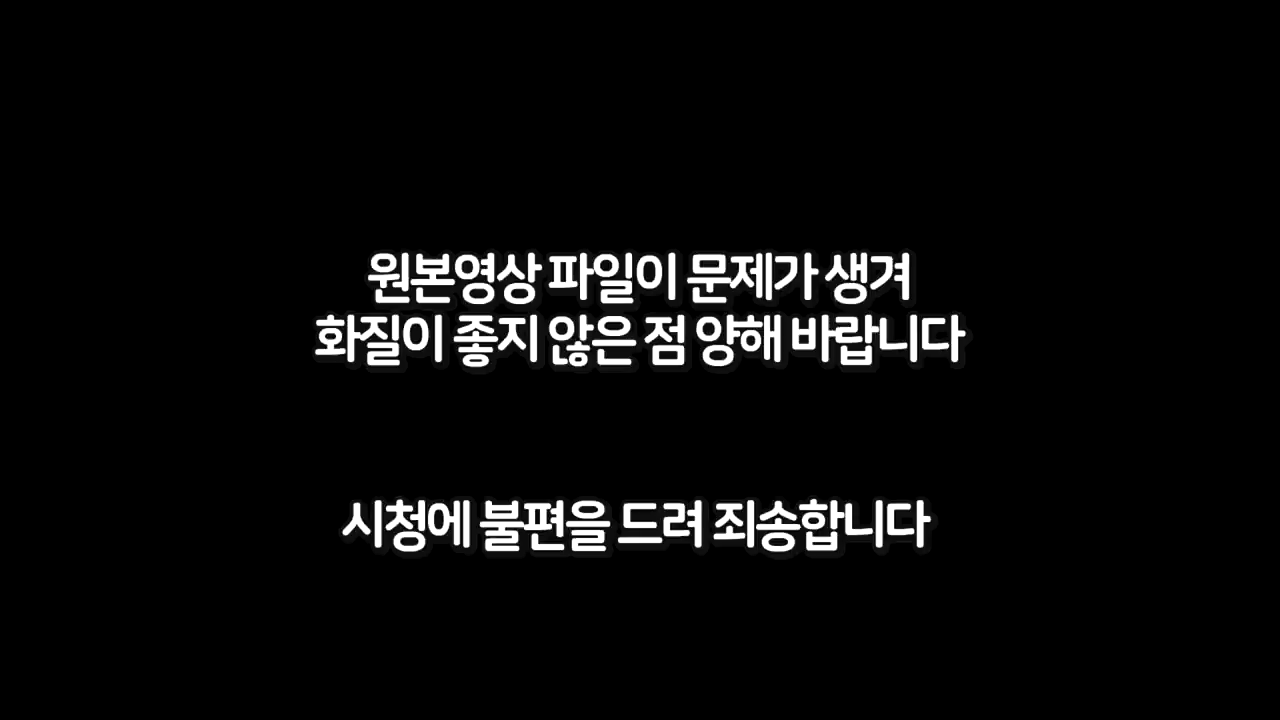 원본영상 파일이 문제가 생겨
화질이 좋지 않은 점 양해 바랍니다
시청에 불편을 드려 죄송합니다